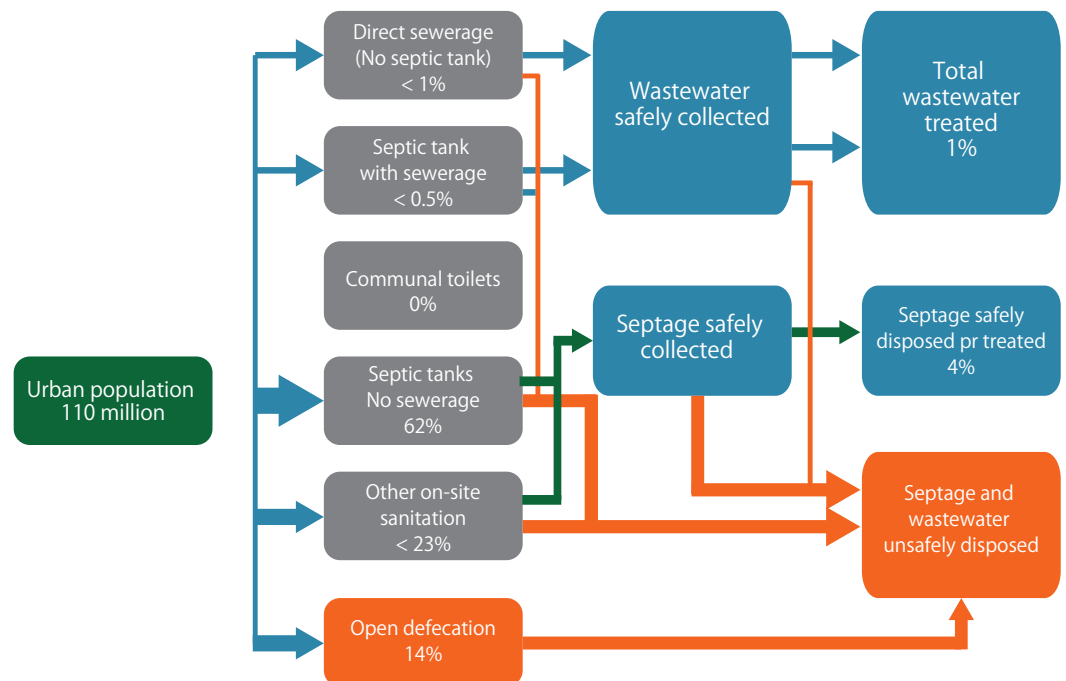 Urban population
110 million
Direct sewerage
(No septic tank)
< 1%
Septic tank
with sewerage
< 0.5%
Communal toilets
0%
Septic tanks
No sewerage
62%
Other on-site
sanitation
< 23%
Open defecation
14%
Wastewater
safely collected
Septage safely
collected
Total
wastewater
treated
1%
Septage safely
disposed pr treated
4%
Septage and
wastewater
unsafely disposed